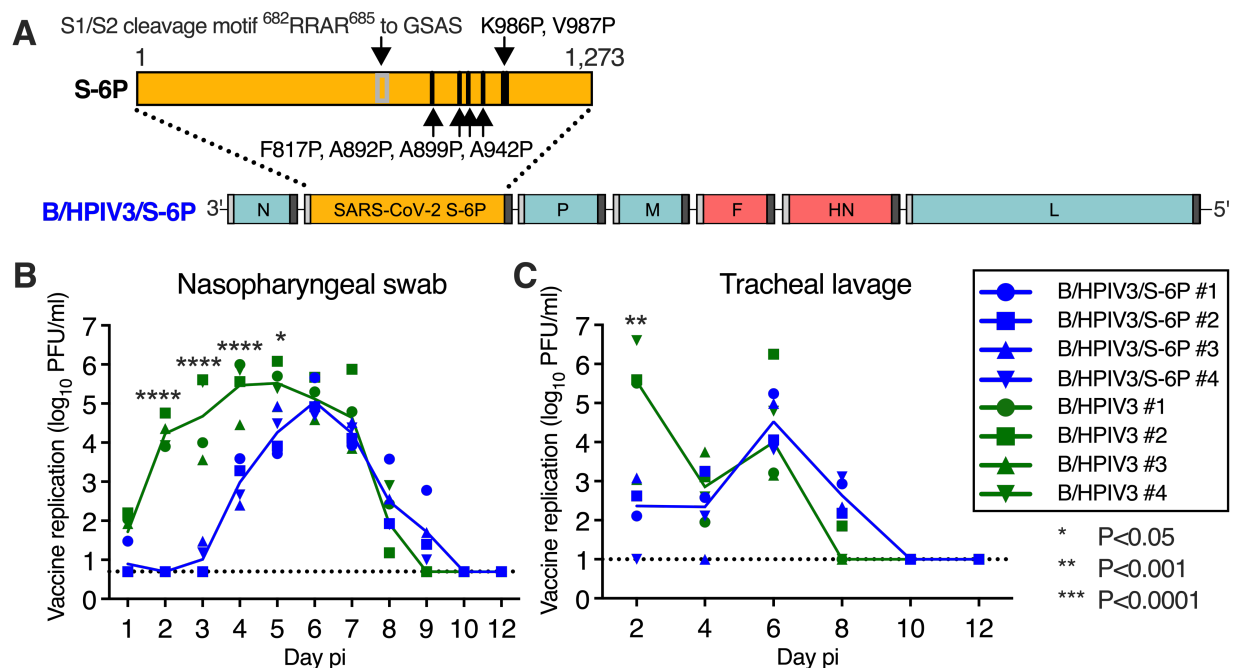 A
S1/S2 cleavage motif ⁶⁸²RRAR⁶⁸⁵ to GSAS K986P, V987P
1 1,273
S-6P
F817P, A892P, A899P, A942P
B/HPIV3/S-6P 3' N SARS-CoV-2 S-6P P M F HN L 5'
B
Nasopharyngeal swab
Vaccine replication (log₁₀ PFU/ml)
7
6
5
4
3
2
1
0
**** **** **** *
1 2 3 4 5 6 7 8 9 10 12
Day pi
C
Tracheal lavage
Vaccine replication (log₁₀ PFU/ml)
7
6
5
4
3
2
1
0
**
2 4 6 8 10 12
Day pi
B/HPIV3/S-6P #1
B/HPIV3/S-6P #2
B/HPIV3/S-6P #3
B/HPIV3/S-6P #4
B/HPIV3 #1
B/HPIV3 #2
B/HPIV3 #3
B/HPIV3 #4
* P<0.05
** P<0.001
*** P<0.0001